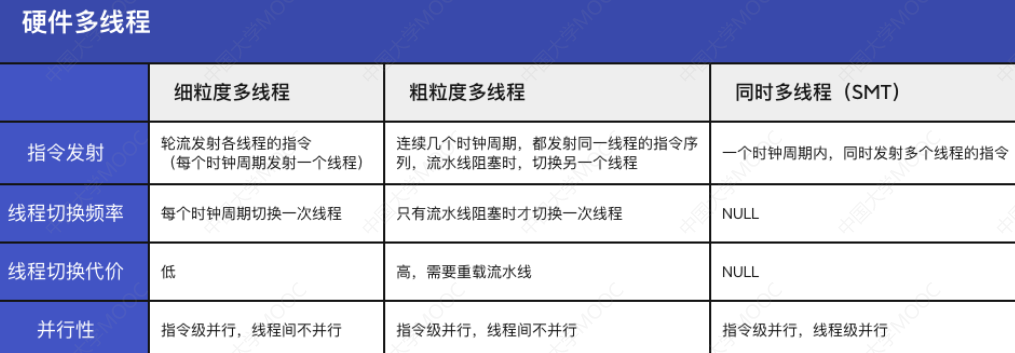 硬件多线程
细粒度多线程 粗粒度多线程 同时多线程（SMT）
指令发射
轮流发射各线程的指令
（每个时钟周期发射一个线程）
连续几个时钟周期，都发射同一线程的指令序
列，流水线阻塞时，切换另一个线程
一个时钟周期内，同时发射多个线程的指令
线程切换频率 每个时钟周期切换一次线程 只有流水线阻塞时才切换一次线程 NULL
线程切换代价 低 高，需要重载流水线 NULL
并行性 指令级并行，线程间不并行 指令级并行，线程间不并行 指令级并行，线程级并行
中国大学MOOC